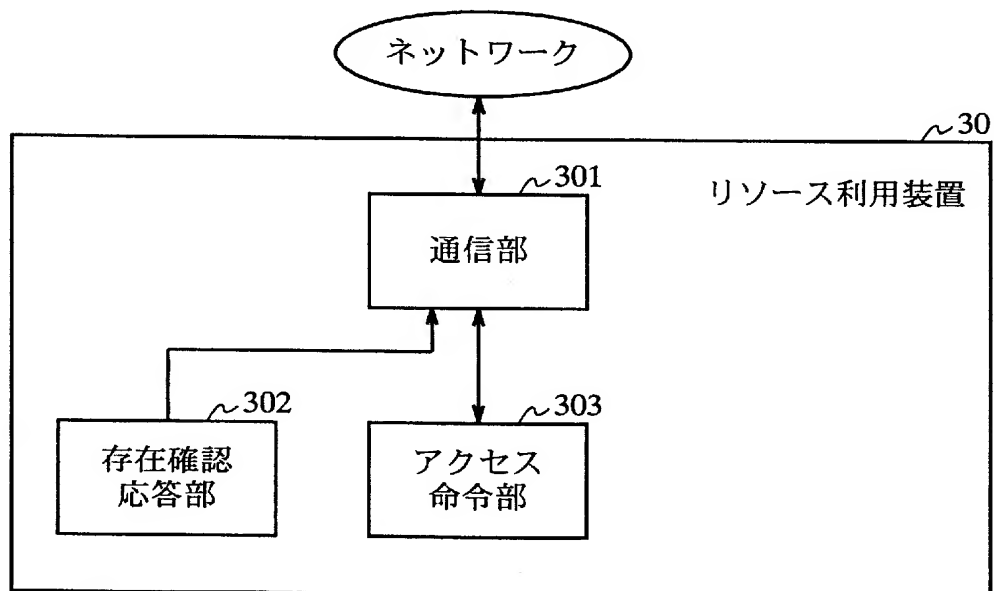 ネットワーク
30
リソース利用装置
301
通信部
302
存在確認
応答部
303
アクセス
命令部